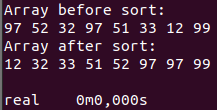 Array before sort:
97 52 32 97 51 33 12 99
Array after sort:
12 32 33 51 52 97 97 99
real 0m0,000s